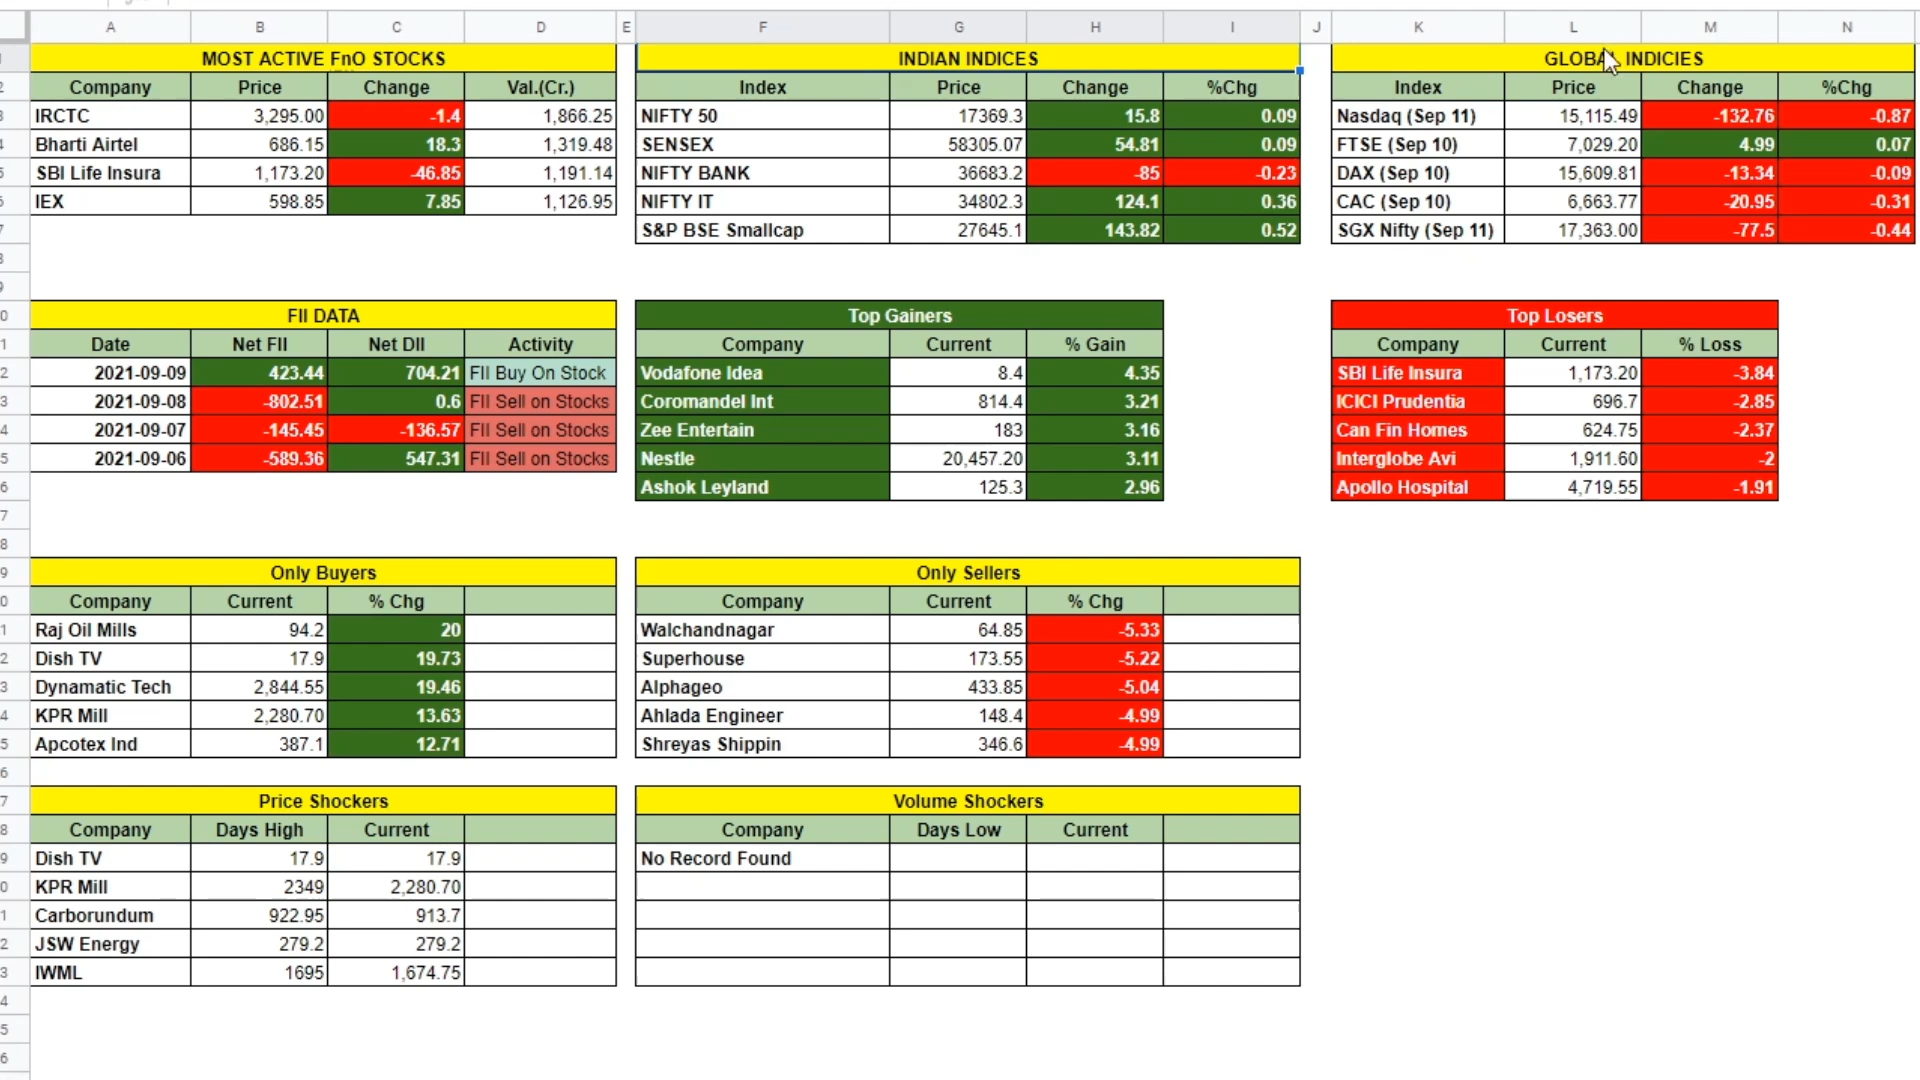 A B C D E F G H I J K L M N
MOST ACTIVE FnO STOCKS
Company Price Change Val.(Cr.)
IRCTC 3,295.00 -1.4 1,866.25
Bharti Airtel 686.15 18.3 1,319.48
SBI Life Insura 1,173.20 -46.85 1,191.14
IEX 598.85 7.85 1,126.95
INDIAN INDICES
Index Price Change %Chg
NIFTY 50 17369.3 15.8 0.09
SENSEX 58305.07 54.81 0.09
NIFTY BANK 36683.2 -85 -0.23
NIFTY IT 34802.3 124.1 0.36
S&P BSE Smallcap 27645.1 143.82 0.52
GLOBAL INDICIES
Index Price Change %Chg
Nasdaq (Sep 11) 15,115.49 -132.76 -0.87
FTSE (Sep 10) 7,029.20 4.99 0.07
DAX (Sep 10) 15,609.81 -13.34 -0.09
CAC (Sep 10) 6,663.77 -20.95 -0.31
SGX Nifty (Sep 11) 17,363.00 -77.5 -0.44
FII DATA
Date Net FII Net DII Activity
2021-09-09 423.44 704.21 FII Buy On Stock
2021-09-08 -802.51 0.6 FII Sell on Stocks
2021-09-07 -145.45 -136.57 FII Sell on Stocks
2021-09-06 -589.36 547.31 FII Sell on Stocks
Top Gainers
Company Current % Gain
Vodafone Idea 8.4 4.35
Coromandel Int 814.4 3.21
Zee Entertain 183 3.16
Nestle 20,457.20 3.11
Ashok Leyland 125.3 2.96
Top Losers
Company Current % Loss
SBI Life Insura 1,173.20 -3.84
ICICI Prudentia 696.7 -2.85
Can Fin Homes 624.75 -2.37
Interglobe Avi 1,911.60 -2
Apollo Hospital 4,719.55 -1.91
Only Buyers
Company Current % Chg
Raj Oil Mills 94.2 20
Dish TV 17.9 19.73
Dynamatic Tech 2,844.55 19.46
KPR Mill 2,280.70 13.63
Apcotex Ind 387.1 12.71
Only Sellers
Company Current % Chg
Walchandnagar 64.85 -5.33
Superhouse 173.55 -5.22
Alphageo 433.85 -5.04
Ahlada Engineer 148.4 -4.99
Shreyas Shippin 346.6 -4.99
Price Shockers
Company Days High Current
Dish TV 17.9 17.9
KPR Mill 2349 2,280.70
Carborundum 922.95 913.7
JSW Energy 279.2 279.2
IWML 1695 1,674.75
Volume Shockers
Company Days Low Current
No Record Found